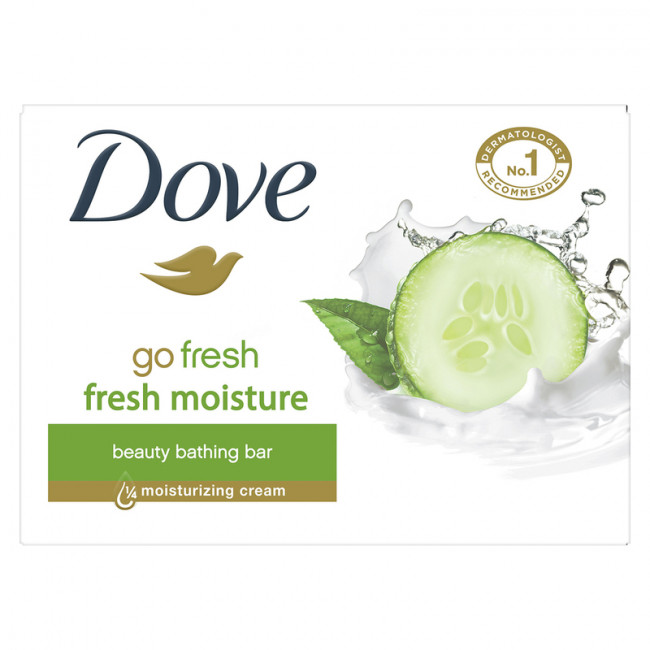 Dove
DERMATOLOGIST
No.1
RECOMMENDED
go fresh
fresh moisture
beauty bathing bar
¼ moisturizing cream